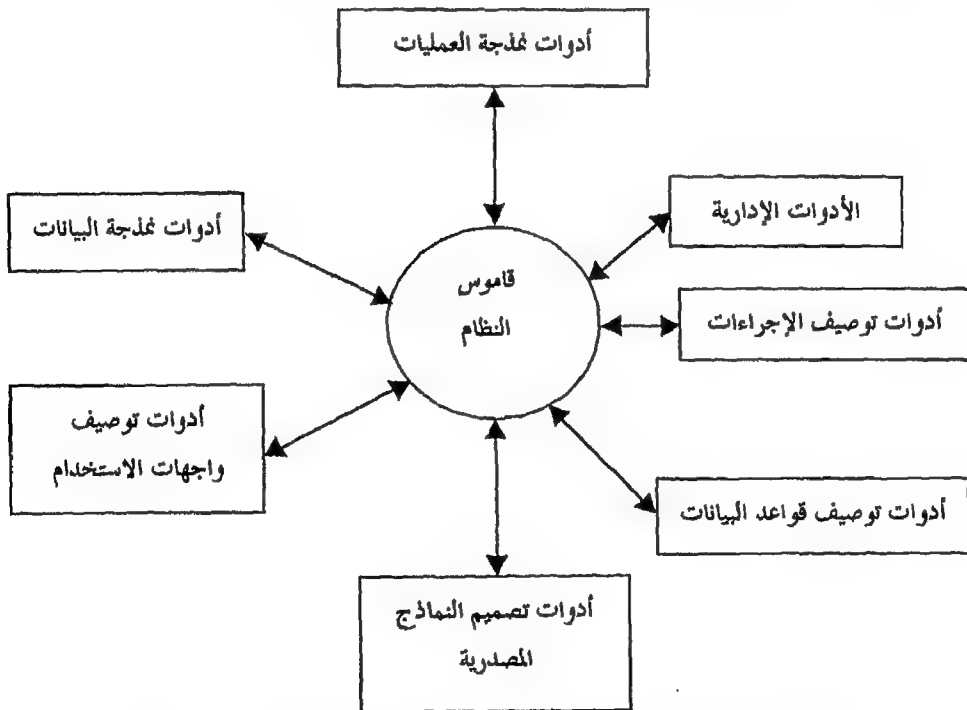 أدوات نمذجة العمليات
الأدوات الإدارية
أدوات نمذجة البيانات
قاموس
النظام
أدوات توصيف الإجراءات
أدوات توصيف
واجهات الاستخدام
أدوات توصيف قواعد البيانات
أدوات تصميم النماذج
المصدرية